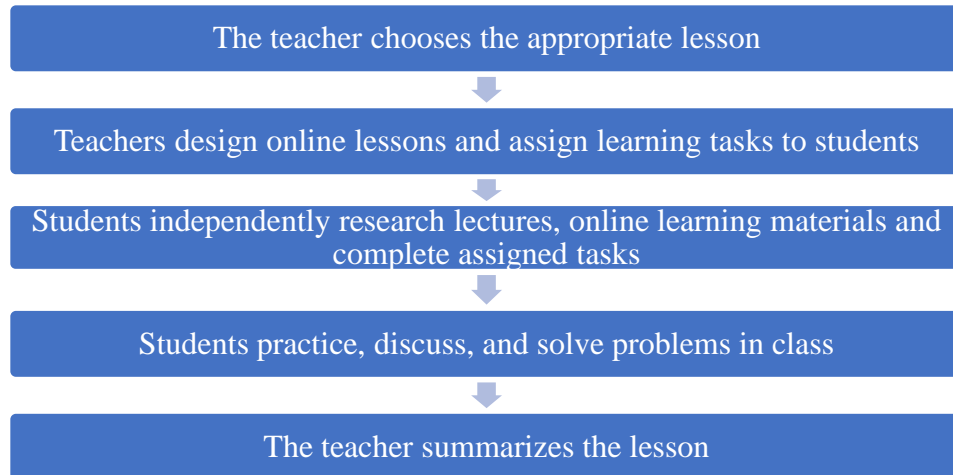 The teacher chooses the appropriate lesson
Teachers design online lessons and assign learning tasks to students
Students independently research lectures, online learning materials and
complete assigned tasks
Students practice, discuss, and solve problems in class
The teacher summarizes the lesson